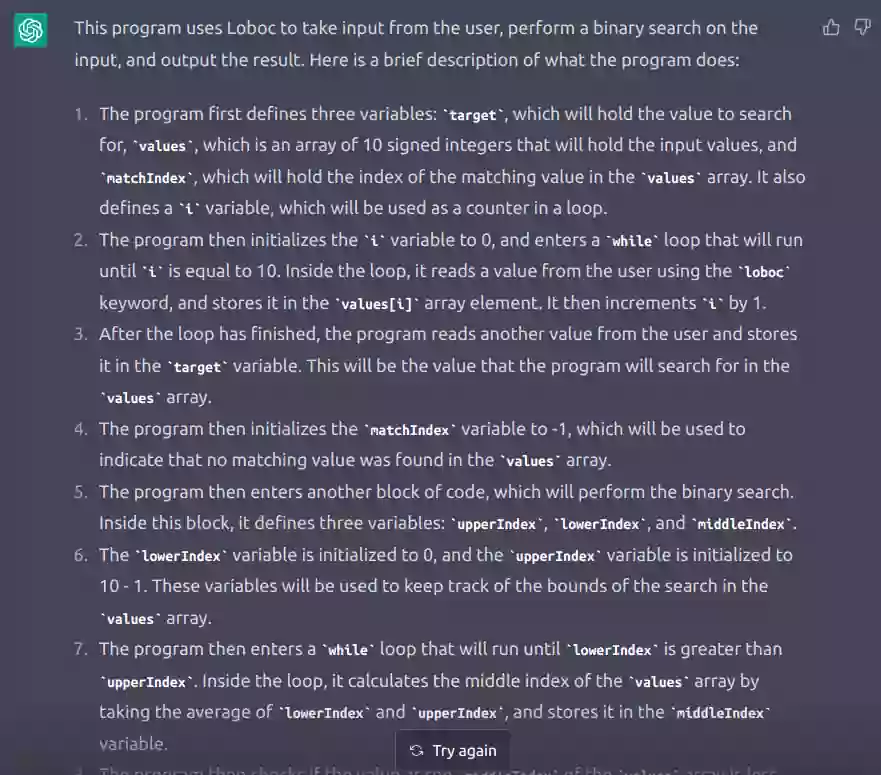 This program uses Loboc to take input from the user, perform a binary search on the
input, and output the result. Here is a brief description of what the program does:
1. The program first defines three variables: `target`, which will hold the value to search
for, `values`, which is an array of 10 signed integers that will hold the input values, and
`matchIndex`, which will hold the index of the matching value in the `values` array. It also
defines a `i` variable, which will be used as a counter in a loop.
2. The program then initializes the `i` variable to 0, and enters a `while` loop that will run
until `i` is equal to 10. Inside the loop, it reads a value from the user using the `loboc`
keyword, and stores it in the `values[i]` array element. It then increments `i` by 1.
3. After the loop has finished, the program reads another value from the user and stores
it in the `target` variable. This will be the value that the program will search for in the
`values` array.
4. The program then initializes the `matchIndex` variable to -1, which will be used to
indicate that no matching value was found in the `values` array.
5. The program then enters another block of code, which will perform the binary search.
Inside this block, it defines three variables: `upperIndex`, `lowerIndex`, and `middleIndex`.
6. The `lowerIndex` variable is initialized to 0, and the `upperIndex` variable is initialized to
10 - 1. These variables will be used to keep track of the bounds of the search in the
`values` array.
7. The program then enters a `while` loop that will run until `lowerIndex` is greater than
`upperIndex`. Inside the loop, it calculates the middle index of the `values` array by
taking the average of `lowerIndex` and `upperIndex`, and stores it in the `middleIndex`
variable.
Try again